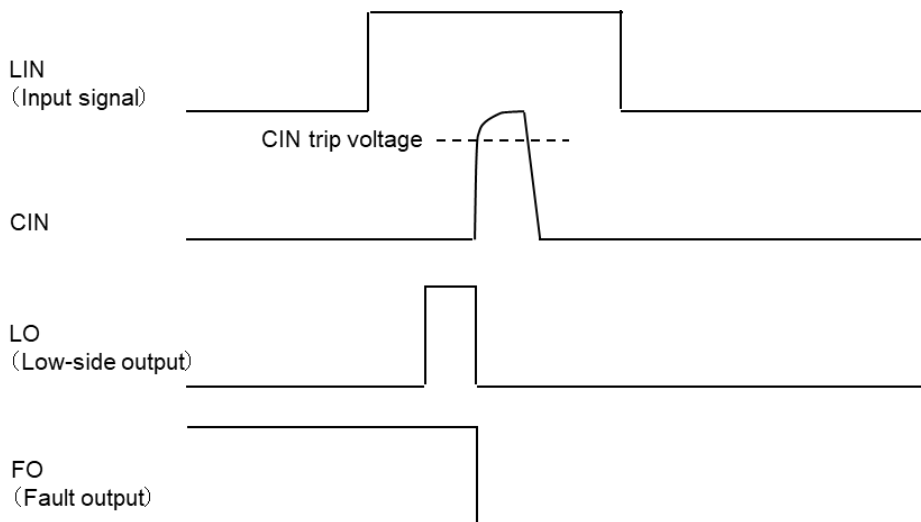 LIN
（Input signal）
CIN trip voltage
CIN
LO
（Low-side output）
FO
（Fault output）